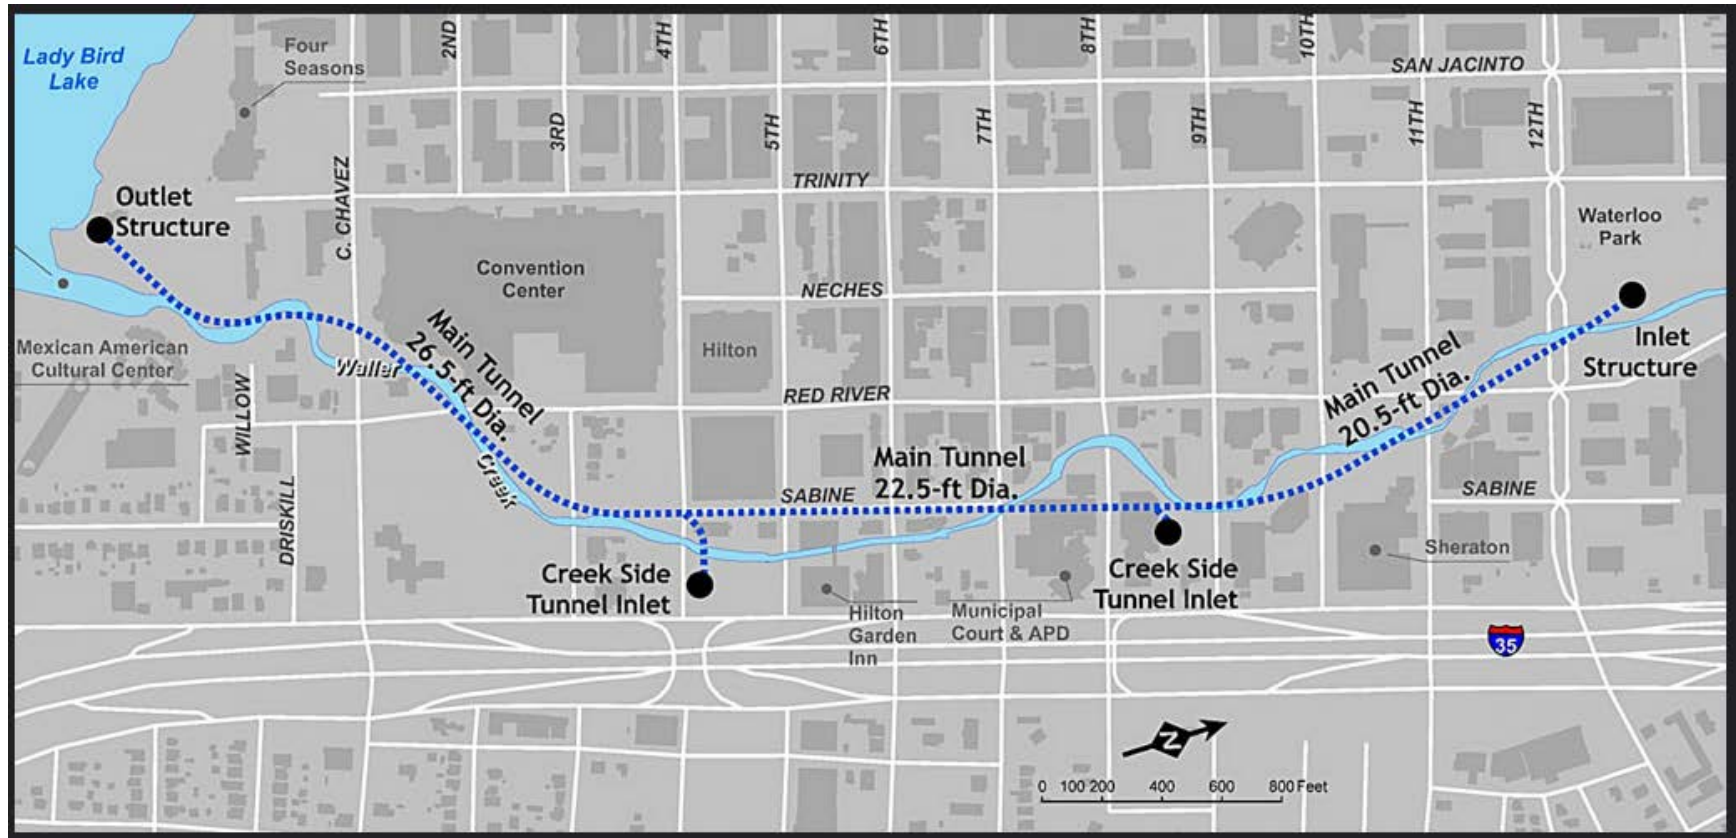 Lady Bird
Lake
Four
Seasons
2ND
4TH
6TH
8TH
10TH
SAN JACINTO
3RD
5TH
7TH
9TH
11TH
12TH
C. CHAVEZ
TRINITY
Outlet
Structure
Waterloo
Park
Convention
Center
NECHES
Inlet
Structure
Mexican American
Cultural Center
Waller
Creek
Main Tunnel
26.5-ft Dia.
Hilton
RED RIVER
Main Tunnel
20.5-ft Dia.
WILLOW
Main Tunnel
22.5-ft Dia.
SABINE
SABINE
DRISKILL
Creek Side
Tunnel Inlet
Hilton
Garden
Inn
Municipal
Court & APD
Creek Side
Tunnel Inlet
Sheraton
35
N
0 100 200 400 600 800 Feet